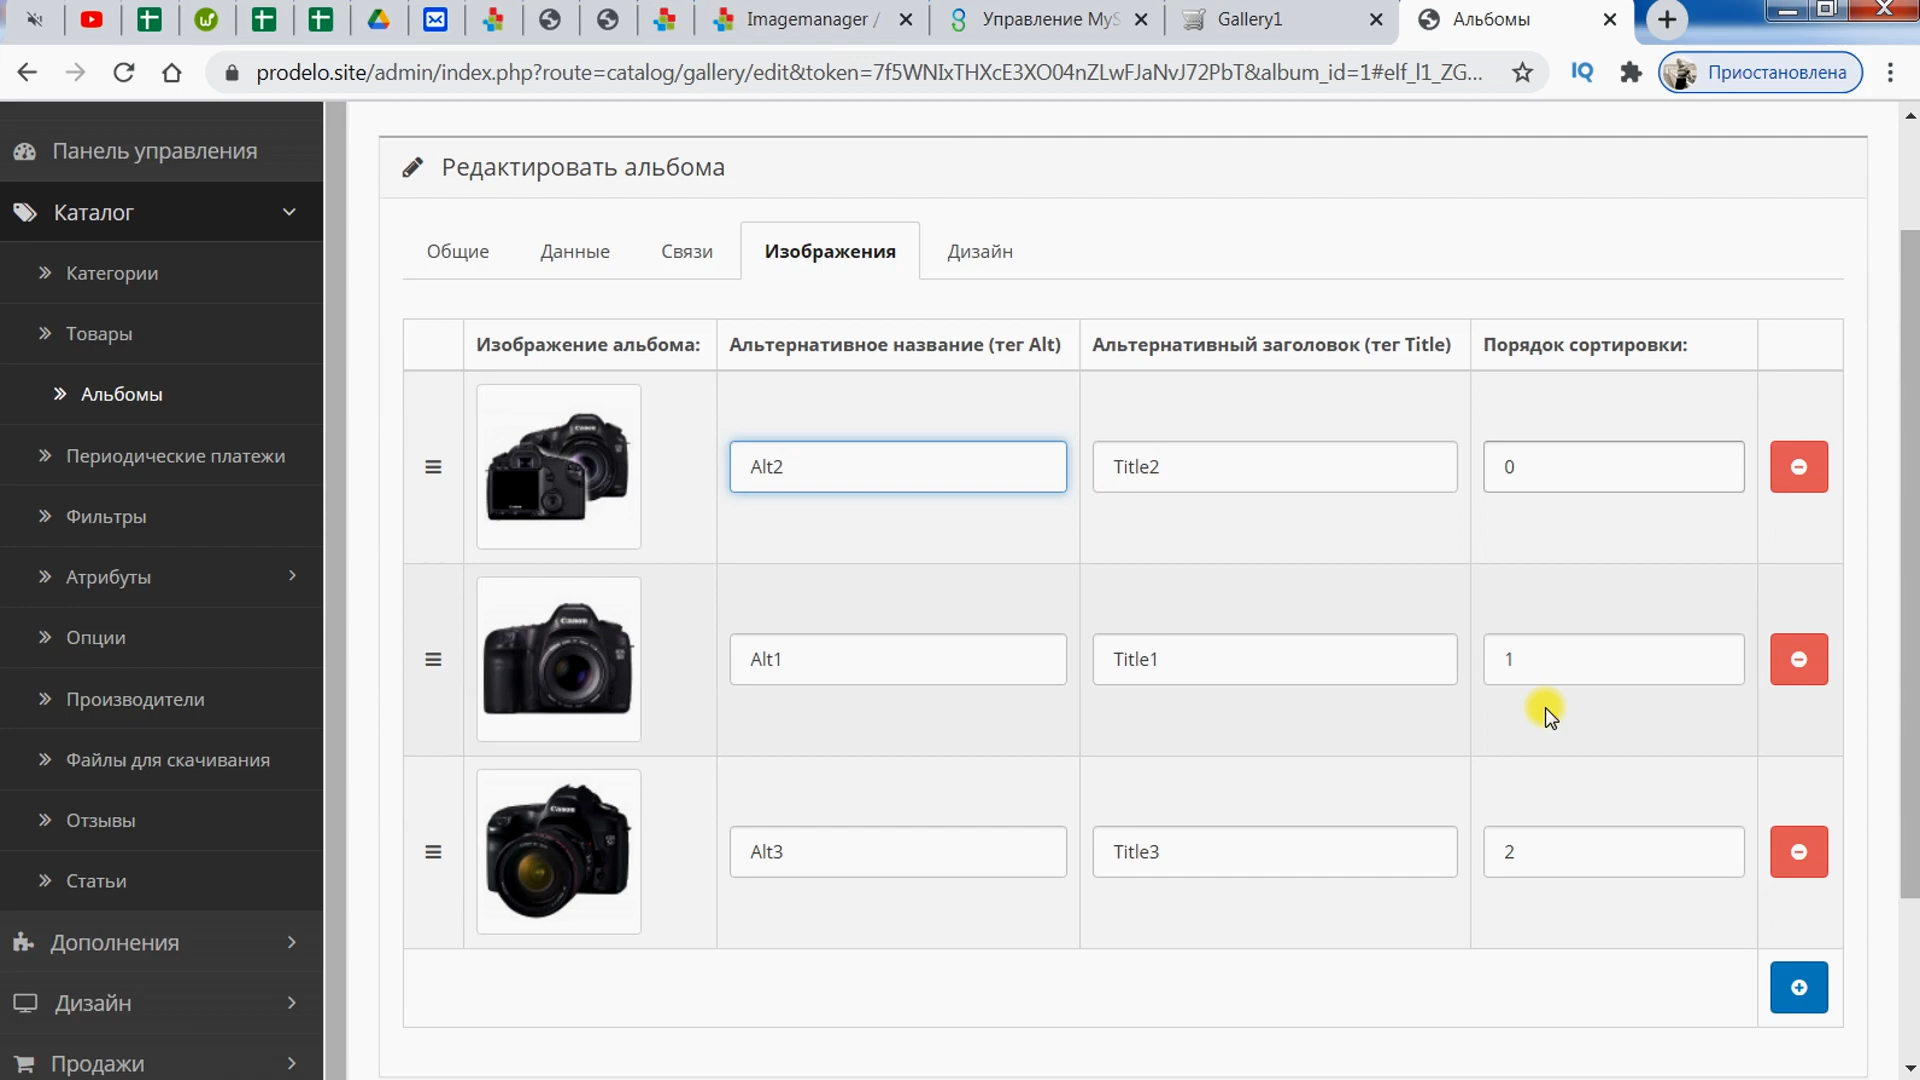 Imagemanager /
Управление MyS
Gallery1
Альбомы
prodelo.site/admin/index.php?route=catalog/gallery/edit&token=7f5WNIxTHXcE3XO04nZLwFJaNvJ72PbT&album_id=1#elf_l1_ZG...
IQ
Приостановлена
Панель управления
Каталог
Категории
Товары
Альбомы
Периодические платежи
Фильтры
Атрибуты
Опции
Производители
Файлы для скачивания
Отзывы
Статьи
Дополнения
Дизайн
Продажи
Редактировать альбома
Общие
Данные
Связи
Изображения
Дизайн
Изображение альбома:
Альтернативное название (тег Alt)
Альтернативный заголовок (тег Title)
Порядок сортировки:
Canon
Alt2
Title2
0
Canon
Alt1
Title1
1
Canon
Alt3
Title3
2